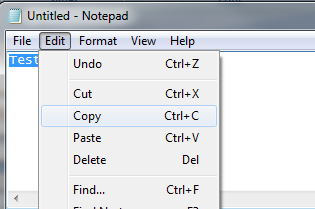 Untitled - Notepad
File Edit Format View Help
Test
Undo Ctrl+Z
Cut Ctrl+X
Copy Ctrl+C
Paste Ctrl+V
Delete Del
Find... Ctrl+F